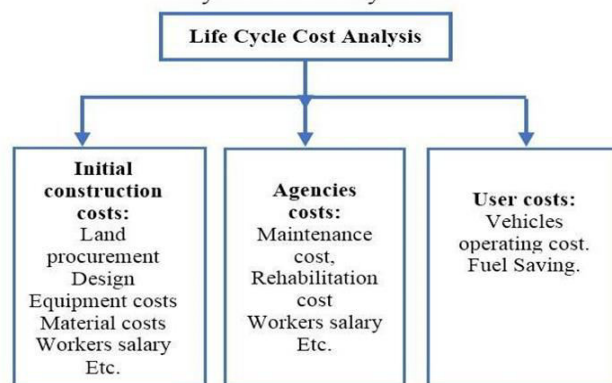 Life Cycle Cost Analysis
Initial
construction
costs:
Land
procurement
Design
Equipment costs
Material costs
Workers salary
Etc.
Agencies
costs:
Maintenance
cost,
Rehabilitation
cost
Workers salary
Etc.
User costs:
Vehicles
operating cost.
Fuel Saving.